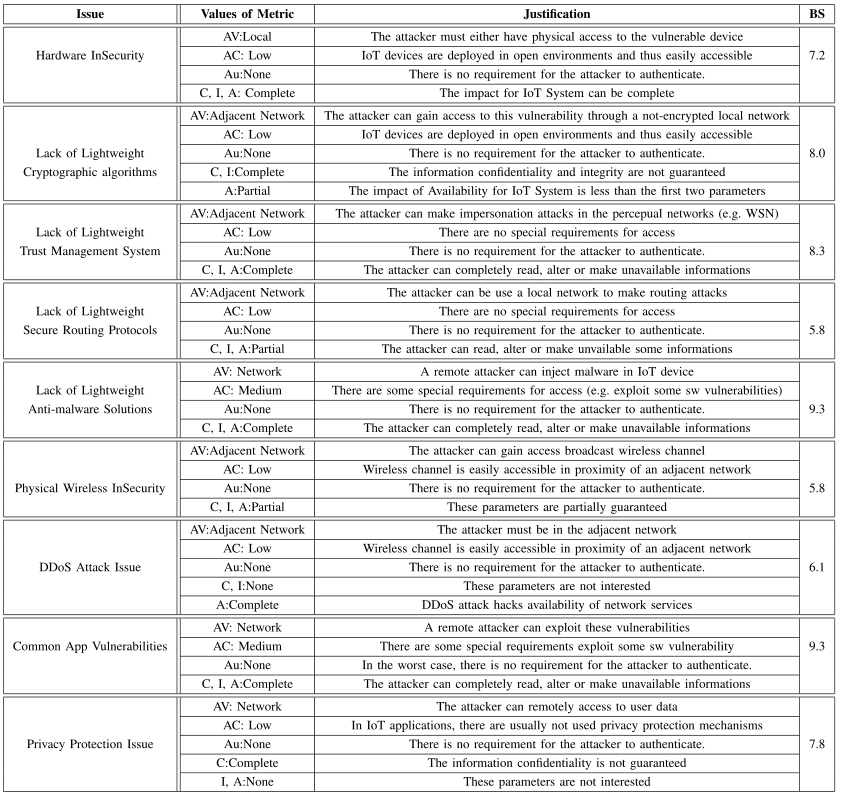 Issue Values of Metric Justification BS
Hardware InSecurity
AV:Local The attacker must either have physical access to the vulnerable device
AC: Low IoT devices are deployed in open environments and thus easily accessible
Au:None There is no requirement for the attacker to authenticate.
C, I, A: Complete The impact for IoT System can be complete
7.2
Lack of Lightweight
Cryptographic algorithms
AV:Adjacent Network The attacker can gain access to this vulnerability through a not-encrypted local network
AC: Low IoT devices are deployed in open environments and thus easily accessible
Au:None There is no requirement for the attacker to authenticate.
C, I:Complete The information confidentiality and integrity are not guaranteed
A:Partial The impact of Availability for IoT System is less than the first two parameters
8.0
Lack of Lightweight
Trust Management System
AV:Adjacent Network The attacker can make impersonation attacks in the percepual networks (e.g. WSN)
AC: Low There are no special requirements for access
Au:None There is no requirement for the attacker to authenticate.
C, I, A:Complete The attacker can completely read, alter or make unavailable informations
8.3
Lack of Lightweight
Secure Routing Protocols
AV:Adjacent Network The attacker can be use a local network to make routing attacks
AC: Low There are no special requirements for access
Au:None There is no requirement for the attacker to authenticate.
C, I, A:Partial The attacker can read, alter or make unvailable some informations
5.8
Lack of Lightweight
Anti-malware Solutions
AV: Network A remote attacker can inject malware in IoT device
AC: Medium There are some special requirements for access (e.g. exploit some sw vulnerabilities)
Au:None There is no requirement for the attacker to authenticate.
C, I, A:Complete The attacker can completely read, alter or make unavailable informations
9.3
Physical Wireless InSecurity
AV:Adjacent Network The attacker can gain access broadcast wireless channel
AC: Low Wireless channel is easily accessible in proximity of an adjacent network
Au:None There is no requirement for the attacker to authenticate.
C, I, A:Partial These parameters are partially guaranteed
5.8
DDoS Attack Issue
AV:Adjacent Network The attacker must be in the adjacent network
AC: Low Wireless channel is easily accessible in proximity of an adjacent network
Au:None There is no requirement for the attacker to authenticate.
C, I:None These parameters are not interested
A:Complete DDoS attack hacks availability of network services
6.1
Common App Vulnerabilities
AV: Network A remote attacker can exploit these vulnerabilities
AC: Medium There are some special requirements exploit some sw vulnerability
Au:None In the worst case, there is no requirement for the attacker to authenticate.
C, I, A:Complete The attacker can completely read, alter or make unavailable informations
9.3
Privacy Protection Issue
AV: Network The attacker can remotely access to user data
AC: Low In IoT applications, there are usually not used privacy protection mechanisms
Au:None There is no requirement for the attacker to authenticate.
C:Complete The information confidentiality is not guaranteed
I, A:None These parameters are not interested
7.8